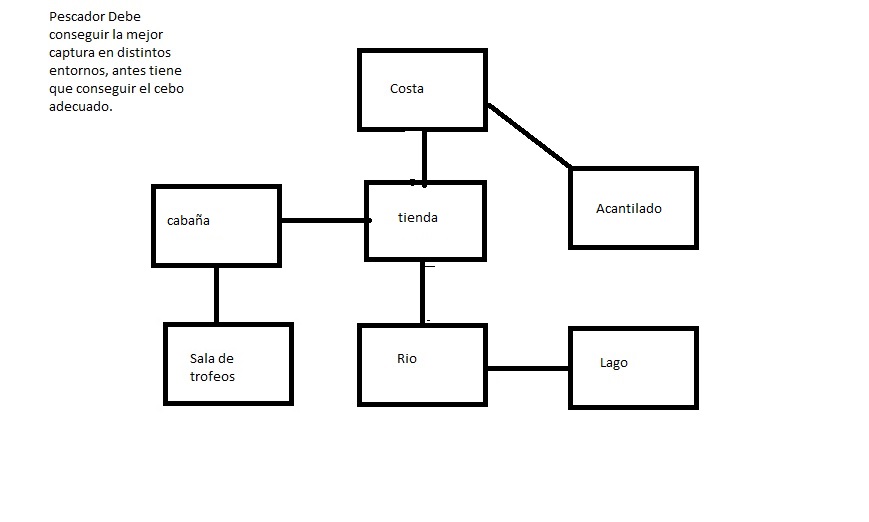 Pescador Debe
conseguir la mejor
captura en distintos
entornos, antes tiene
que conseguir el cebo
adecuado.
Costa
Acantilado
cabaña
tienda
Sala de
trofeos
Rio
Lago